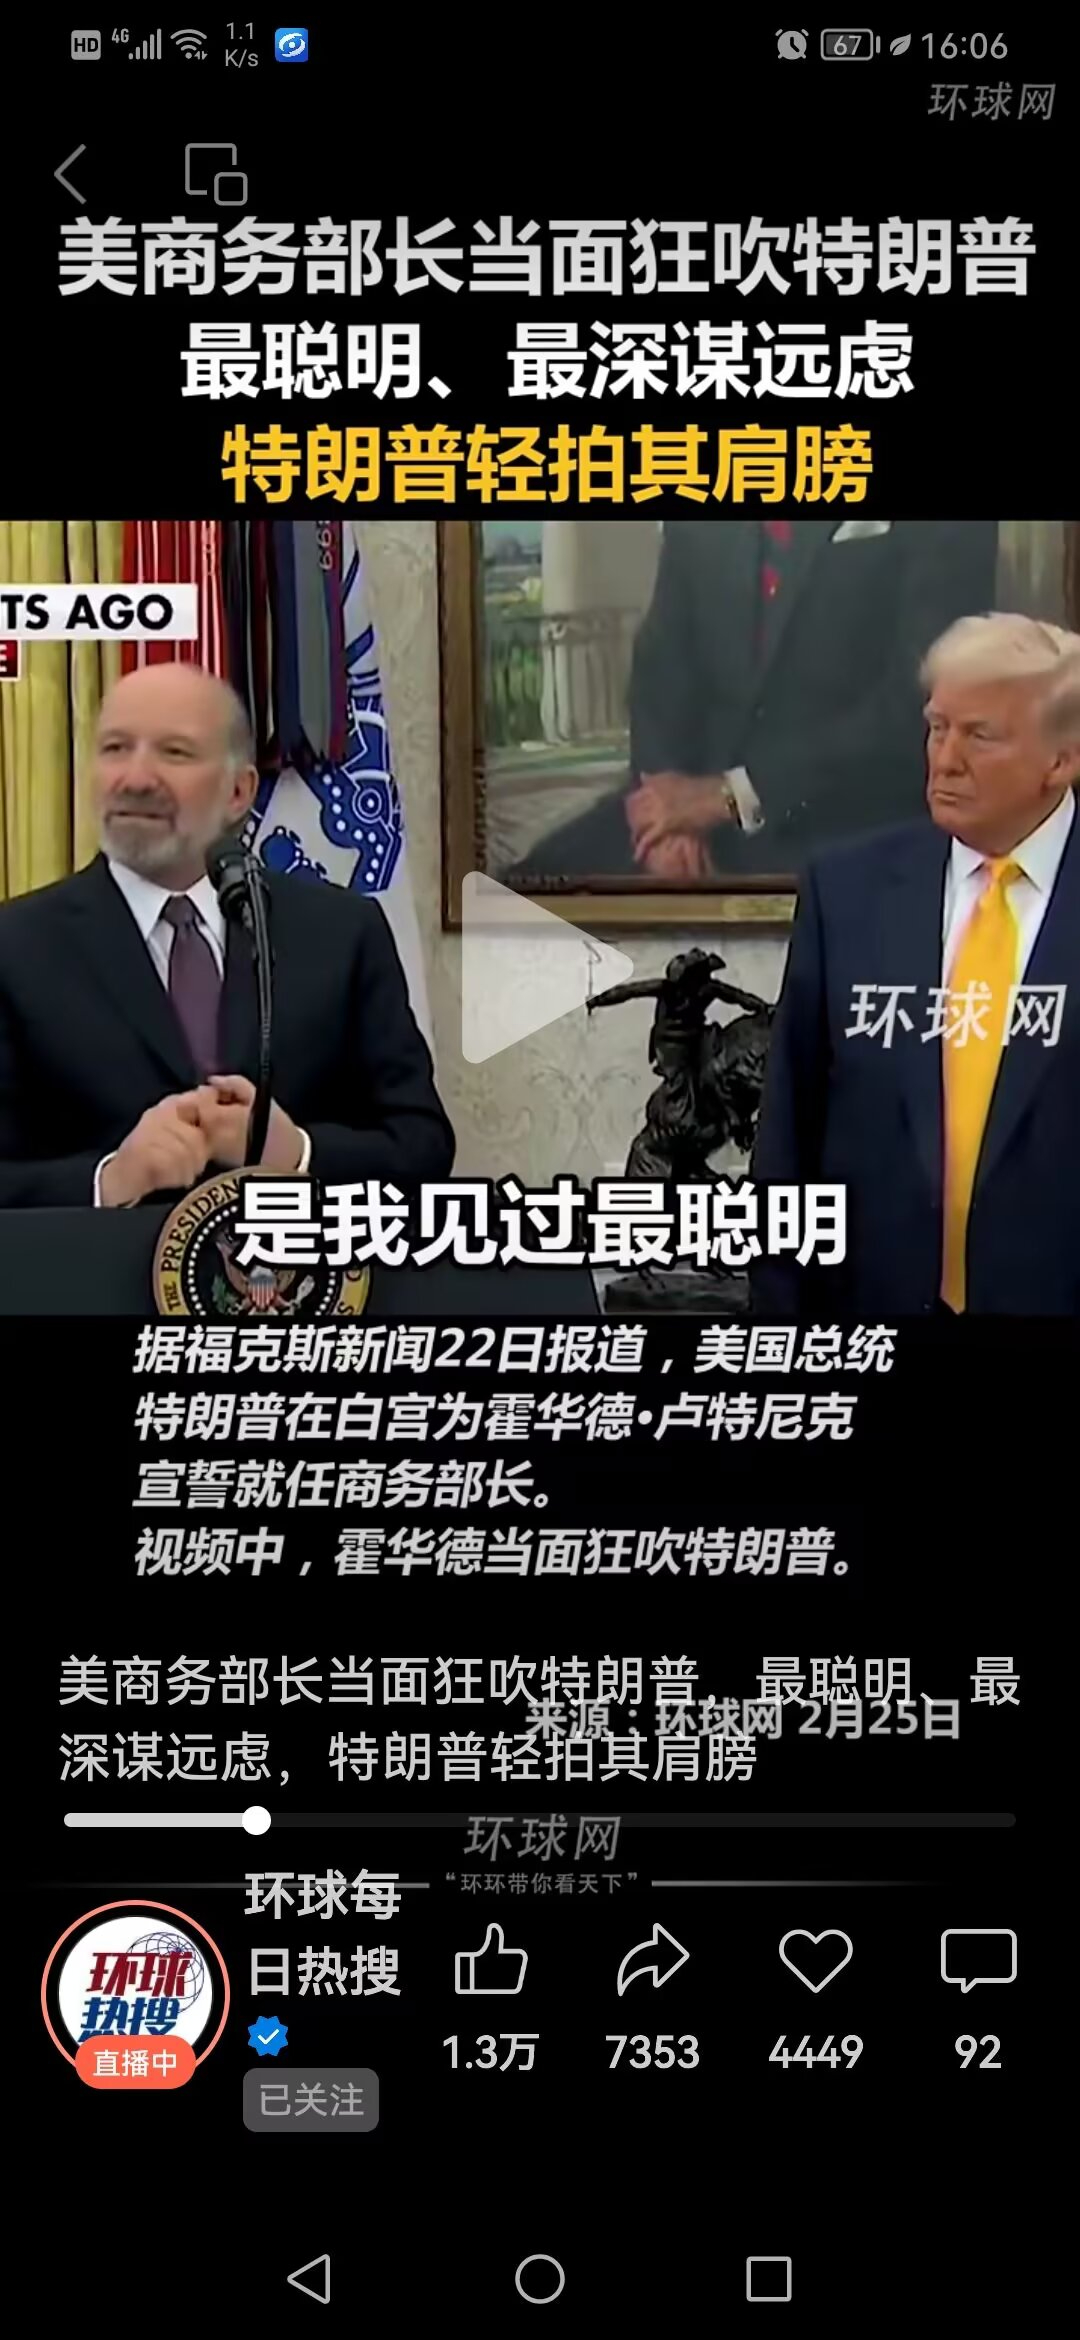 HD 4G 1.1 K/s 67 16:06
环球网
美商务部长当面狂吹特朗普
最聪明、最深谋远虑
特朗普轻拍其肩膀
TS AGO
E
环球网
THE PRESIDEN
是我见过最聪明
据福克斯新闻22日报道，美国总统
特朗普在白宫为霍华德·卢特尼克
宣誓就任商务部长。
视频中，霍华德当面狂吹特朗普。
美商务部长当面狂吹特朗普，最聪明、最
来源：环球网 2月25日
深谋远虑，特朗普轻拍其肩膀
环球网
“环环带你看天下”
环球每
日热搜
环球
热搜
直播中
已关注
1.3万 7353 4449 92